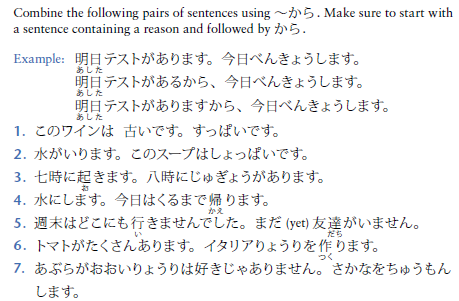 Combine the following pairs of sentences using 〜から. Make sure to start with
a sentence containing a reason and followed by から.
Example: 明日テストがあります。今日べんきょうします。
あした
明日テストがあるから、今日べんきょうします。
あした
明日テストがありますから、今日べんきょうします。
あした
1. このワインは 古いです。すっぱいです。
2. 水がいります。このスープはしょっぱいです。
3. 七時に起きます。八時にじゅぎょうがあります。
お
4. 水にします。今日はくるまで帰ります。
かえ
5. 週末はどこにも行きませんでした。まだ (yet) 友達がいません。
い だち
6. トマトがたくさんあります。イタリアりょうりを作ります。
つく
7. あぶらがおおいりょうりは好きじゃありません。さかなをちゅうもん
します。